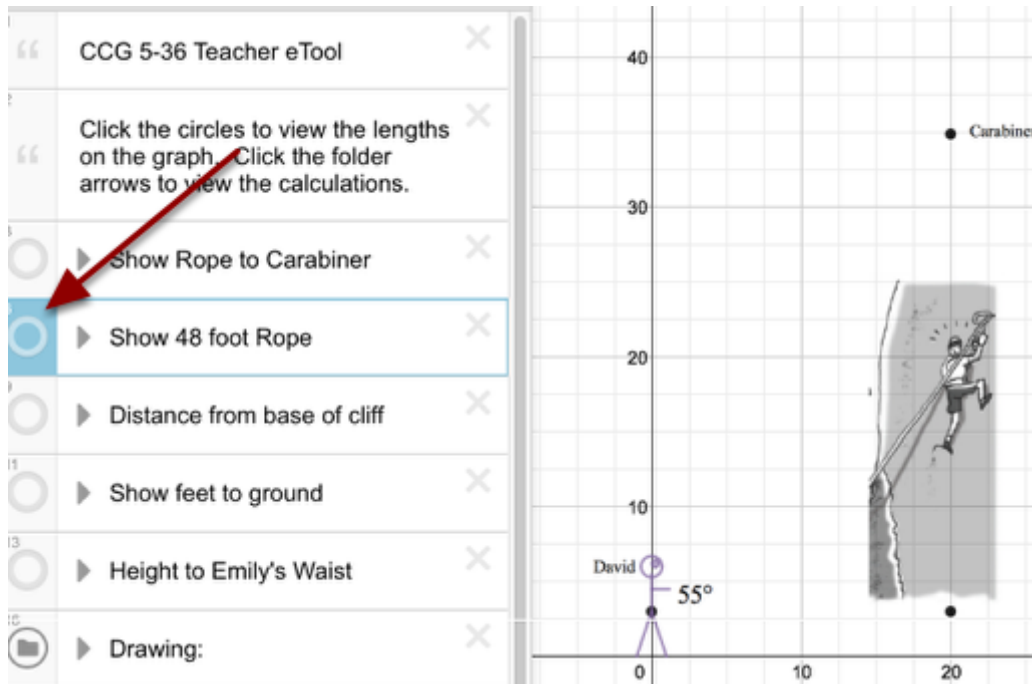 CCG 5-36 Teacher eTool
Click the circles to view the lengths
on the graph. Click the folder
arrows to view the calculations.
Show Rope to Carabiner
Show 48 foot Rope
Distance from base of cliff
11
Show feet to ground
13
Height to Emily's Waist
Drawing:
40
Carabiner
30
20
10
David
55°
0
10
20